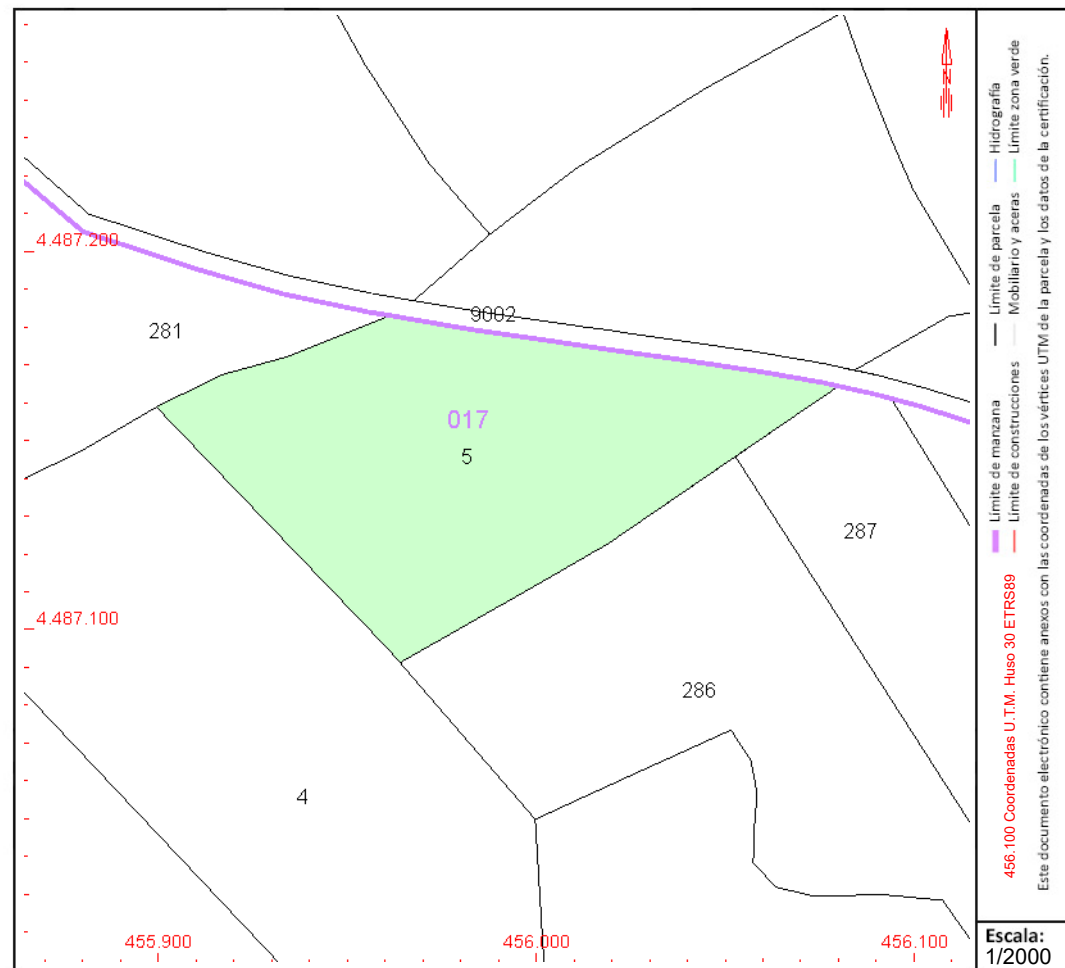 N
4.487.200
281
9002
017
5
287
4.487.100
286
4
455.900
456.000
456.100
Límite de manzana
Límite de parcela
Hidrografía
Límite de construcciones
Mobiliario y aceras
Límite zona verde
456.100 Coordenadas U.T.M. Huso 30 ETRS89
Este documento electrónico contiene anexos con las coordenadas de los vértices UTM de la parcela y los datos de la certificación.
Escala:
1/2000